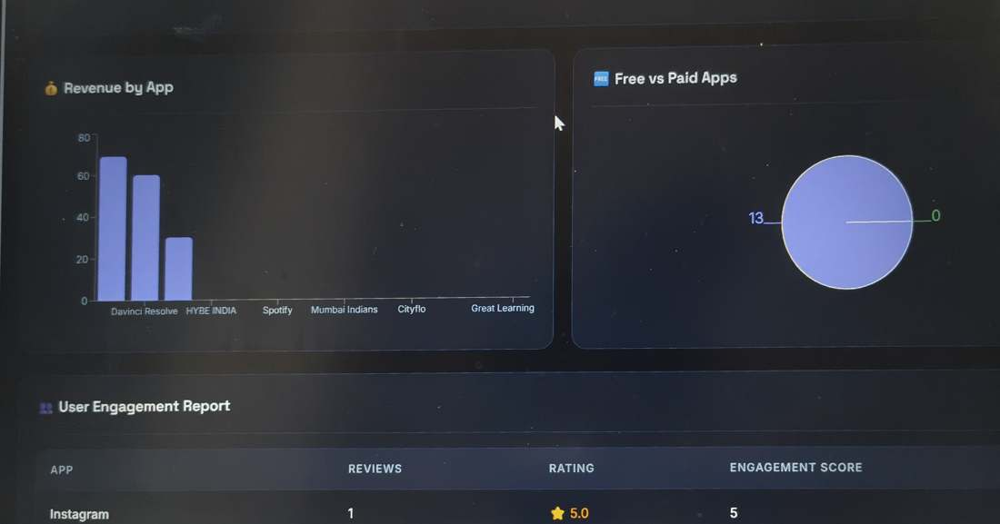 Revenue by App
80
60
40
20
0
Davinci Resolve HYBE INDIA Spotify Mumbai Indians Cityflo Great Learning
FREE Free vs Paid Apps
13 0
User Engagement Report
APP REVIEWS RATING ENGAGEMENT SCORE
Instagram 1 5.0 5